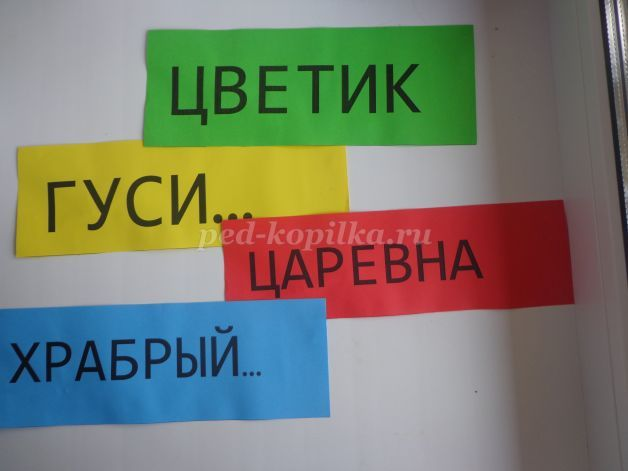 ЦВЕТИК
ГУСИ...
ped-kopilka.ru
ЦАРЕВНА
ХРАБРЫЙ...